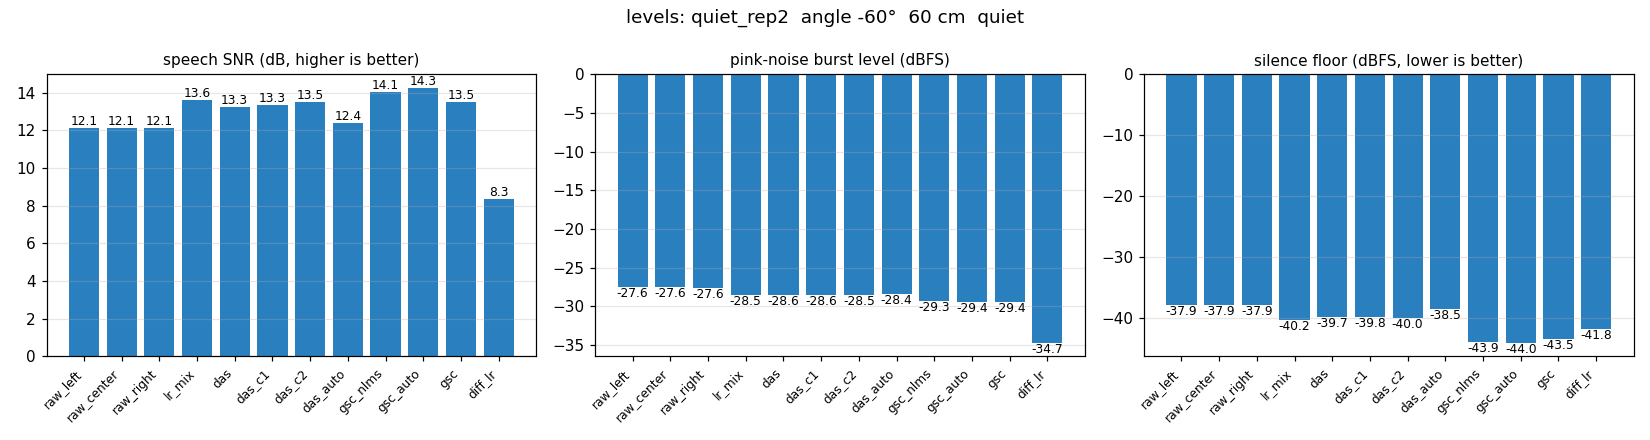 levels: quiet_rep2  angle -60°  60 cm  quiet
speech SNR (dB, higher is better)
14
12
10
8
6
4
2
0
12.1
12.1
12.1
13.6
13.3
13.3
13.5
12.4
14.1
14.3
13.5
8.3
raw_left
raw_center
raw_right
lr_mix
das
das_c1
das_c2
das_auto
gsc_nlms
gsc_auto
gsc
diff_lr
pink-noise burst level (dBFS)
0
−5
−10
−15
−20
−25
−30
−35
-27.6
-27.6
-27.6
-28.5
-28.6
-28.6
-28.5
-28.4
-29.3
-29.4
-29.4
-34.7
raw_left
raw_center
raw_right
lr_mix
das
das_c1
das_c2
das_auto
gsc_nlms
gsc_auto
gsc
diff_lr
silence floor (dBFS, lower is better)
0
−10
−20
−30
−40
-37.9
-37.9
-37.9
-40.2
-39.7
-39.8
-40.0
-38.5
-43.9
-44.0
-43.5
-41.8
raw_left
raw_center
raw_right
lr_mix
das
das_c1
das_c2
das_auto
gsc_nlms
gsc_auto
gsc
diff_lr